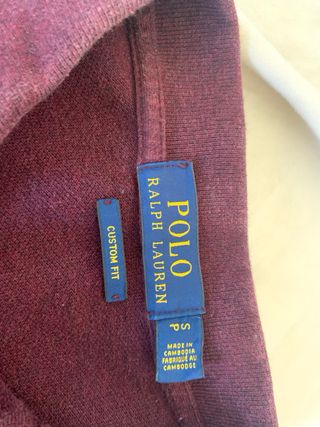 POLO
RALPH LAUREN
CUSTOM FIT
S
P
MADE IN
CAMBODIA
FABRIQUÉ AU
CAMBODGE